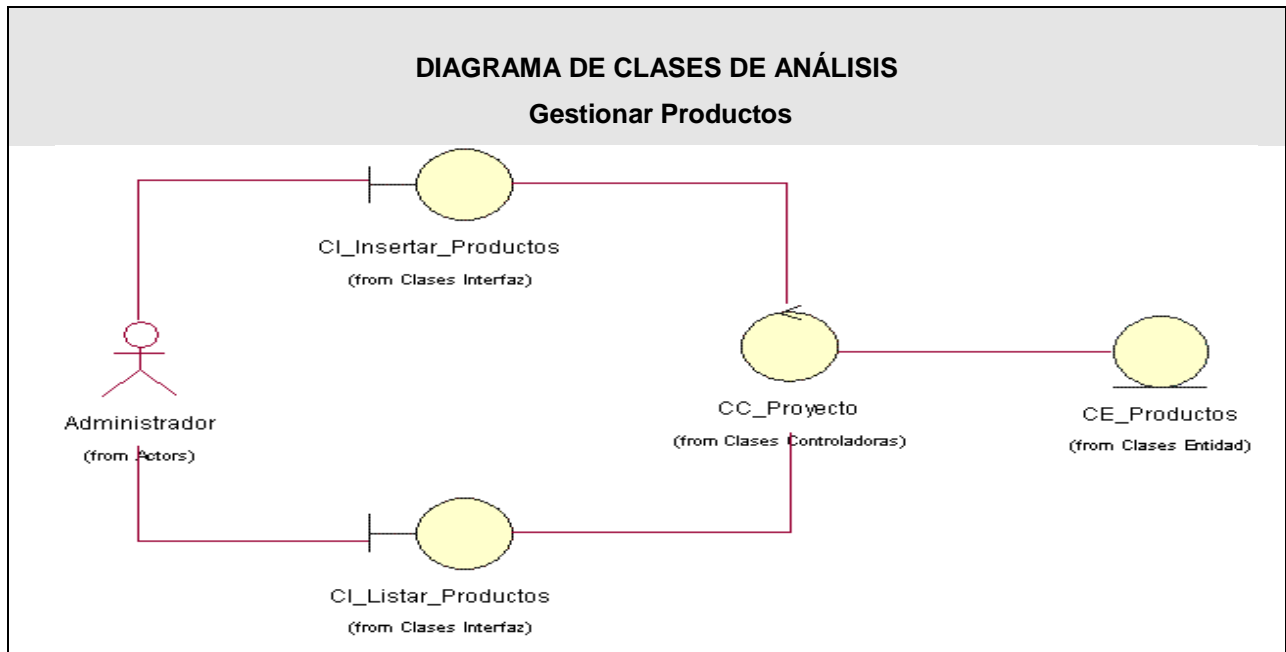 DIAGRAMA DE CLASES DE ANÁLISIS
Gestionar Productos
CI_Insertar_Productos
(from Clases Interfaz)
Administrador
(from Actors)
CC_Proyecto
(from Clases Controladoras)
CE_Productos
(from Clases Entidad)
CI_Listar_Productos
(from Clases Interfaz)